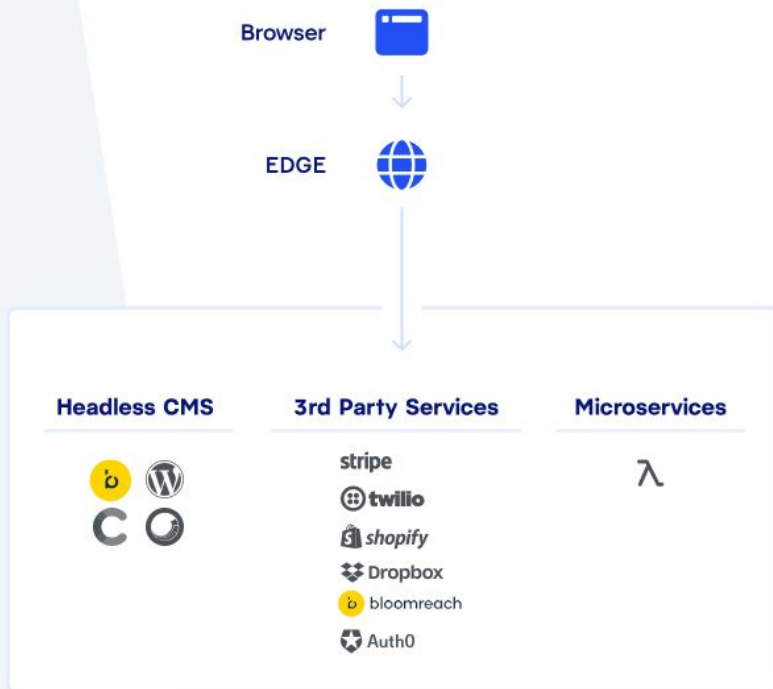 Browser
EDGE
Headless CMS
3rd Party Services
Microservices
stripe
twilio
shopify
Dropbox
bloomreach
Auth0